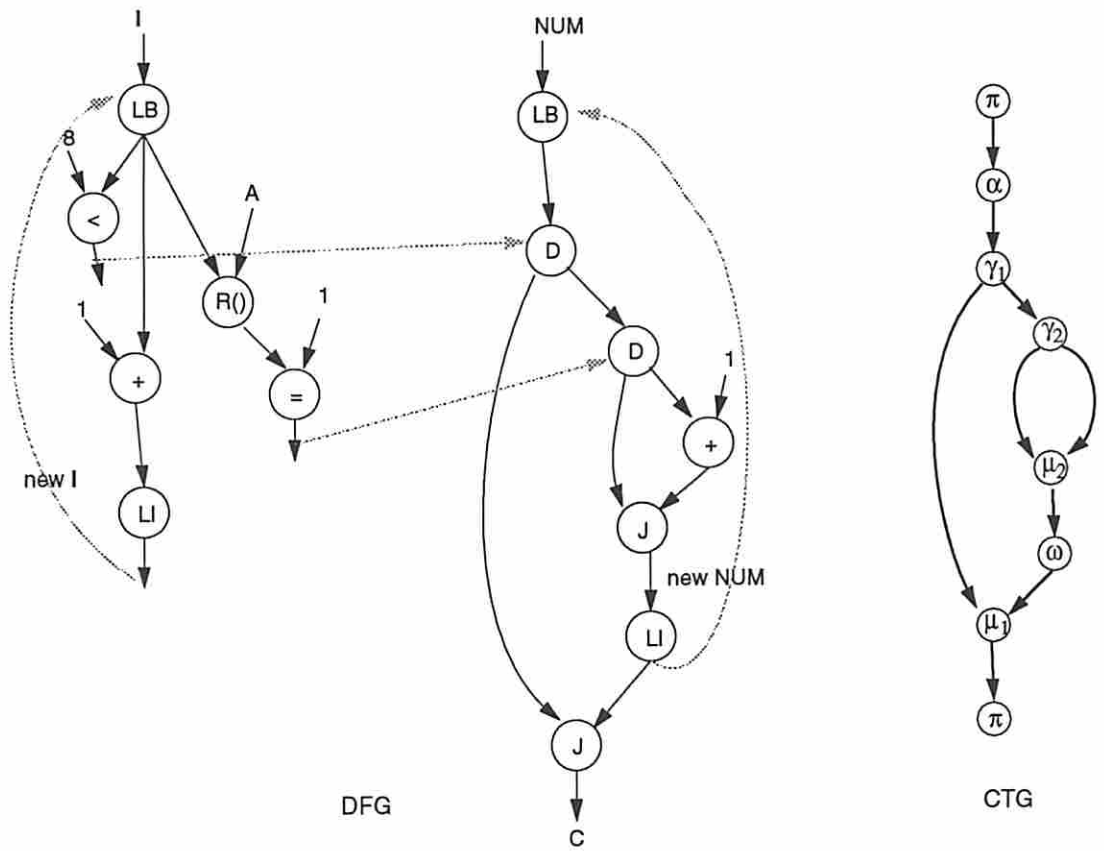 I
NUM
LB
LB
π
8
α
A
<
D
γ1
R()
1
1
γ2
D
1
+
=
+
μ2
new I
LI
J
ω
new NUM
μ1
LI
π
J
DFG
CTG
C